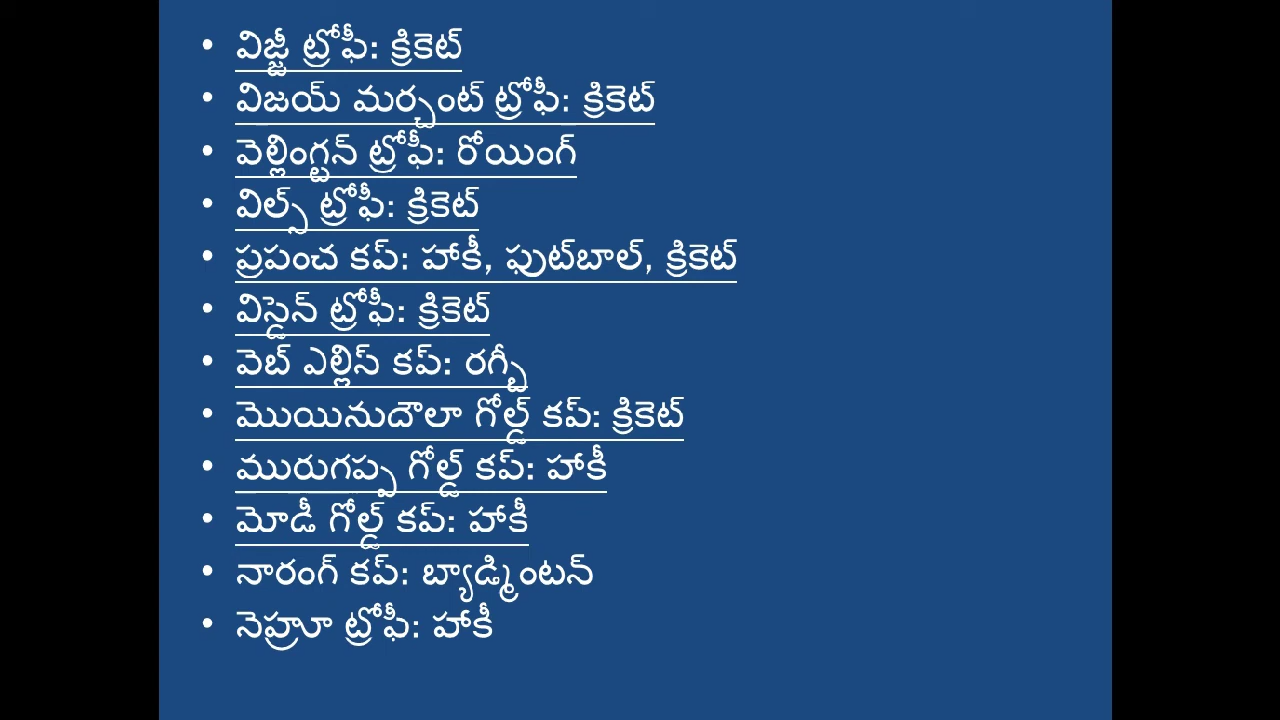 • విజ్జీ ట్రోఫీ: క్రికెట్
• విజయ్ మర్చంట్ ట్రోఫీ: క్రికెట్
• వెల్లింగ్టన్ ట్రోఫీ: రోయింగ్
• విల్స్ ట్రోఫీ: క్రికెట్
• ప్రపంచ కప్: హాకీ, ఫుట్‌బాల్, క్రికెట్
• విస్డెన్ ట్రోఫీ: క్రికెట్
• వెబ్ ఎల్లిస్ కప్: రగ్బీ
• మొయినుదౌలా గోల్డ్ కప్: క్రికెట్
• మురుగప్ప గోల్డ్ కప్: హాకీ
• మోడీ గోల్డ్ కప్: హాకీ
• నారంగ్ కప్: బ్యాడ్మింటన్
• నెహ్రూ ట్రోఫీ: హాకీ